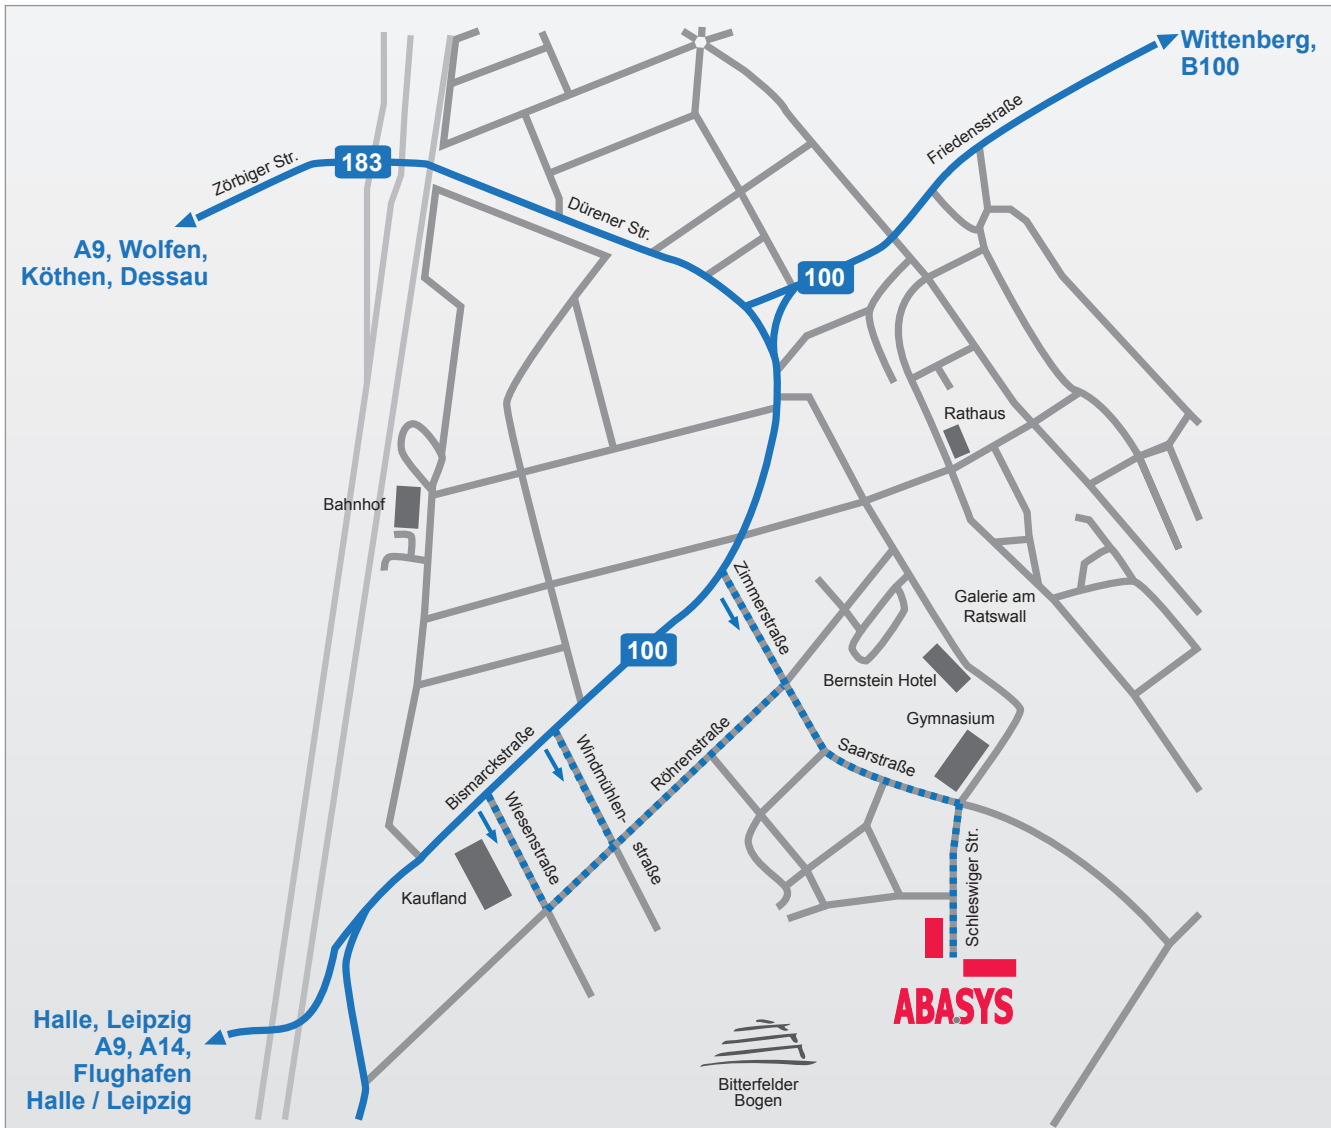 Wittenberg,
B100
Friedensstraße
183
Zörbiger Str.
Dürener Str.
A9, Wolfen,
Köthen, Dessau
100
Rathaus
Bahnhof
Zimmerstraße
Galerie am
Ratswall
100
Bernstein Hotel
Gymnasium
Bismarckstraße
Windmühlen-
straße
Röhrenstraße
Saarstraße
Wiesenstraße
Kaufland
Schleswiger Str.
ABASYS
Halle, Leipzig
A9, A14,
Flughafen
Halle / Leipzig
Bitterfelder
Bogen